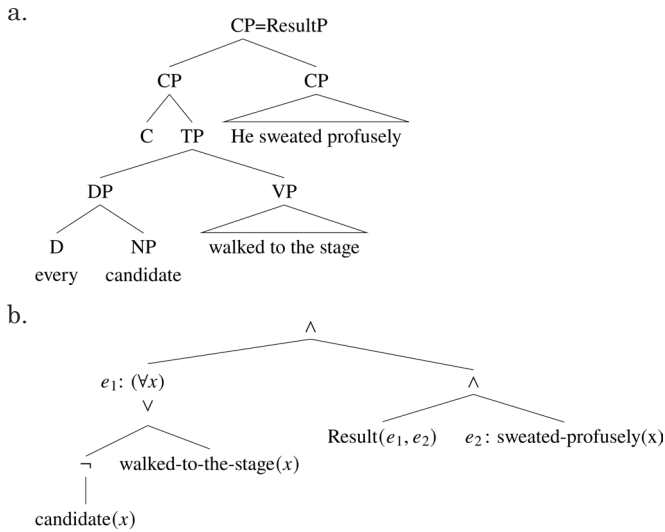 a.
CP=ResultP
CP CP
C TP He sweated profusely
DP VP
D NP walked to the stage
every candidate
b.
∧
e₁: (∀x) ∧
∨
Result(e₁, e₂) e₂: sweated-profusely(x)
¬ walked-to-the-stage(x)
candidate(x)